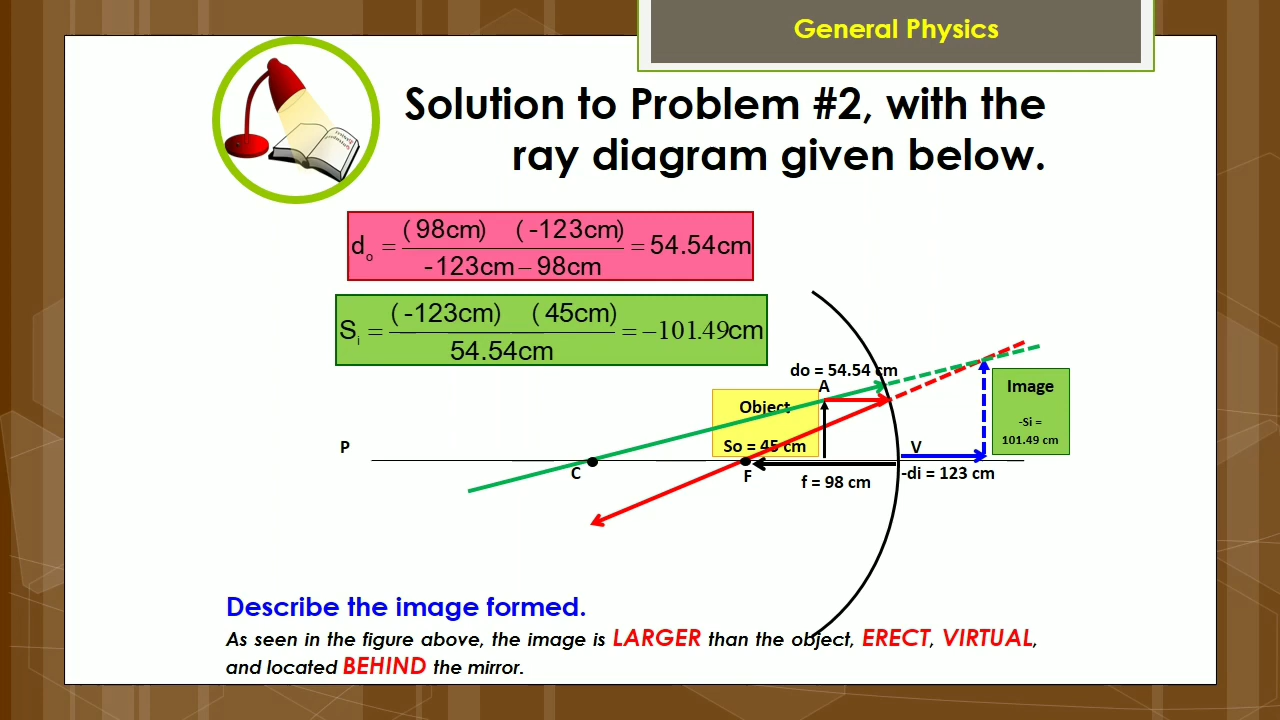 General Physics
Solution to Problem #2, with the
ray diagram given below.
do = (98cm) (-123cm) / -123cm – 98cm = 54.54cm
Si = (-123cm) (45cm) / 54.54cm = –101.49cm
do = 54.54 cm
A
Object
So = 45 cm
Image
-Si =
101.49 cm
P
V
C
F
f = 98 cm
-di = 123 cm
Describe the image formed.
As seen in the figure above, the image is LARGER than the object, ERECT, VIRTUAL,
and located BEHIND the mirror.